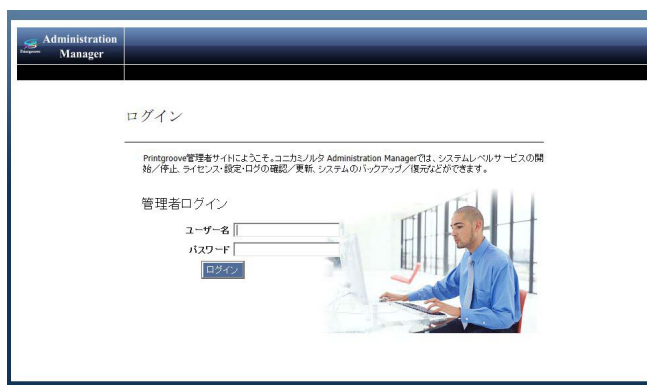 Administration
Manager
Printgroove
ログイン
Printgroove管理者サイトにようこそ。コニカミノルタ Administration Managerでは、システムレベルサービスの開
始／停止、ライセンス・設定・ログの確認／更新、システムのバックアップ／復元などができます。
管理者ログイン
ユーザー名
パスワード
ログイン